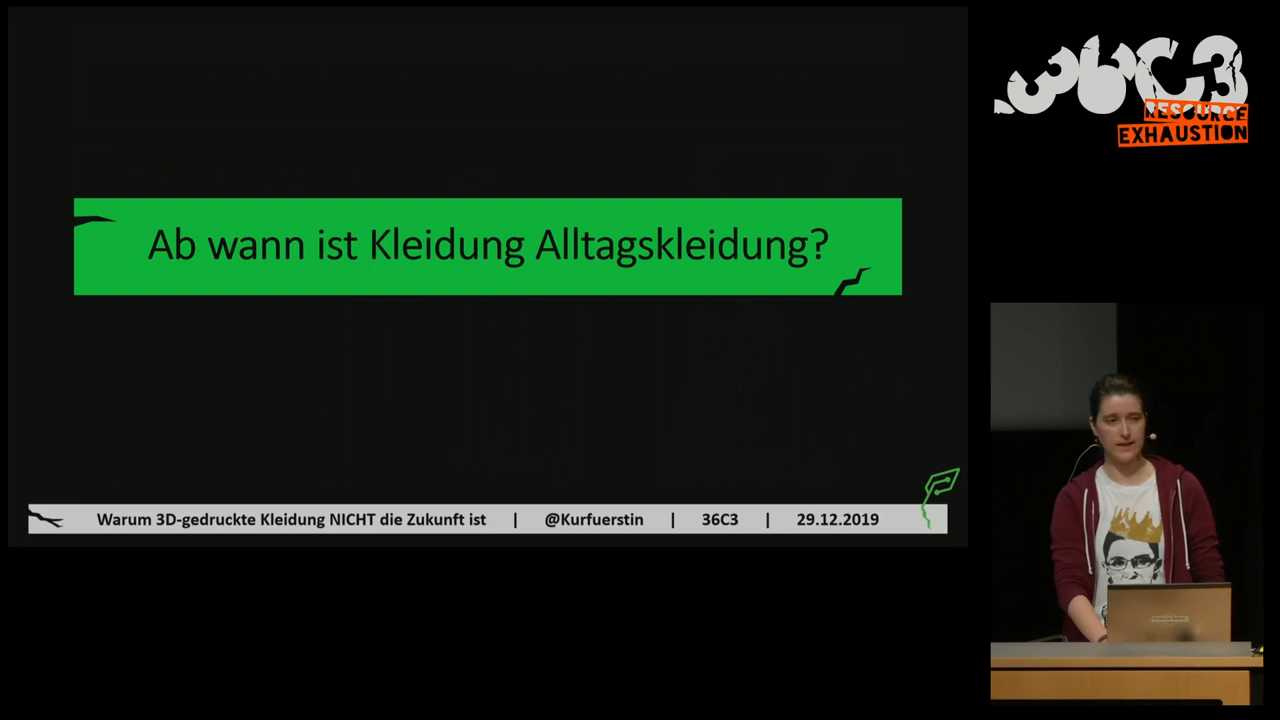 36C3
RESOURCE
EXHAUSTION
Ab wann ist Kleidung Alltagskleidung?
Warum 3D-gedruckte Kleidung NICHT die Zukunft ist | @Kurfuerstin | 36C3 | 29.12.2019